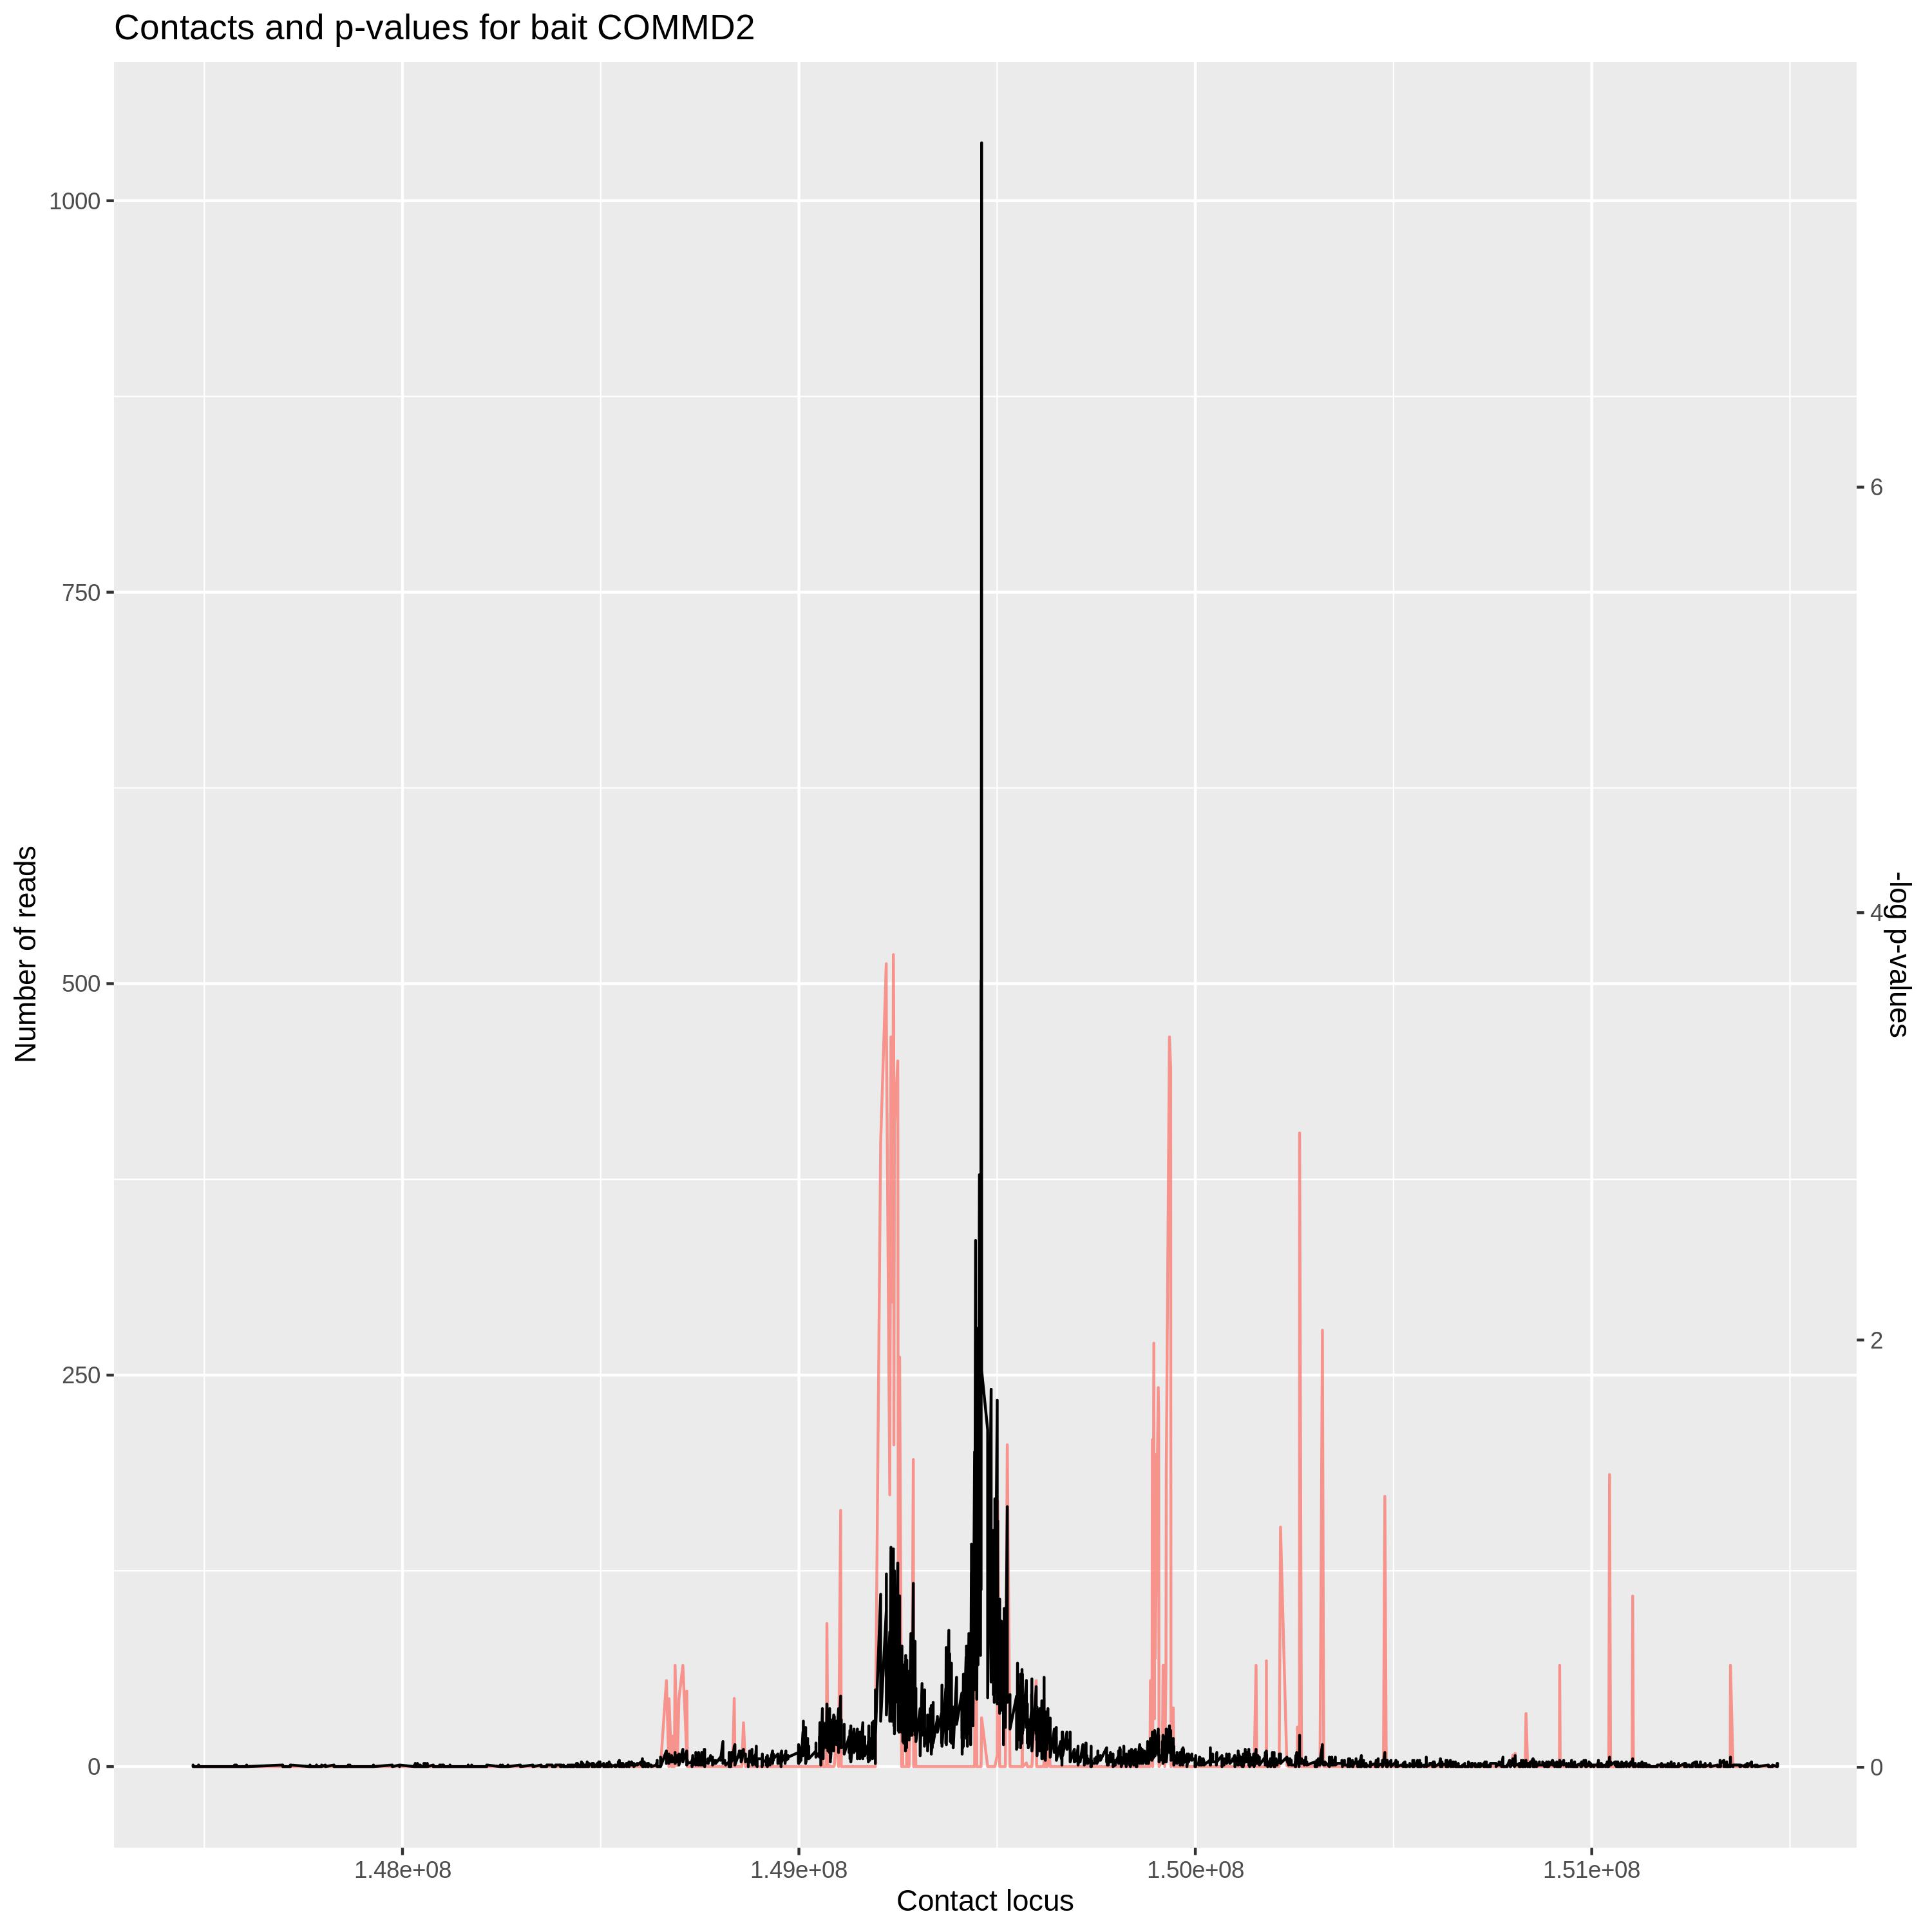 Contacts and p-values for bait COMMD2
1000
750
500
250
0
Number of reads
6
4
2
0
-log p-values
1.48e+08
1.49e+08
1.50e+08
1.51e+08
Contact locus